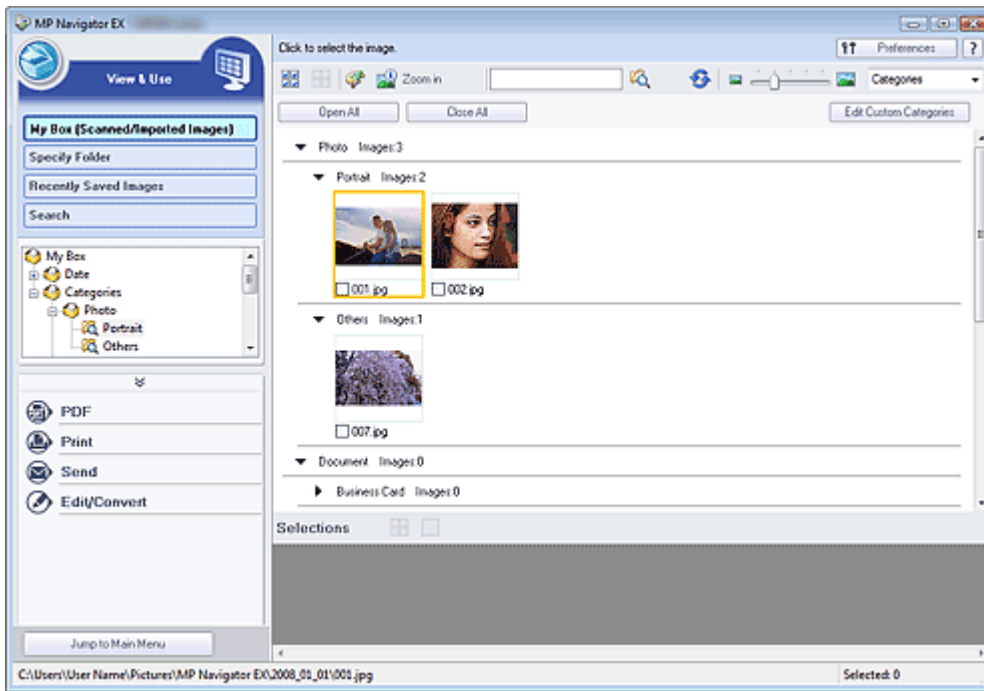 MP Navigator EX
View & Use
My Box (Scanned/Imported Images)
Specify Folder
Recently Saved Images
Search
My Box
Date
Categories
Photo
Portrait
Others
PDF
Print
Send
Edit/Convert
Jump to Main Menu
Click to select the image.
Preferences
?
Zoom in
Categories
Open All
Close All
Edit Custom Categories
Photo Images:3
Portrait Images:2
001.jpg
002.jpg
Others Images:1
007.jpg
Document Images:0
Business Card Images:0
Selections
C:\Users\User Name\Pictures\MP Navigator EX\2008_01_01\001.jpg
Selected: 0